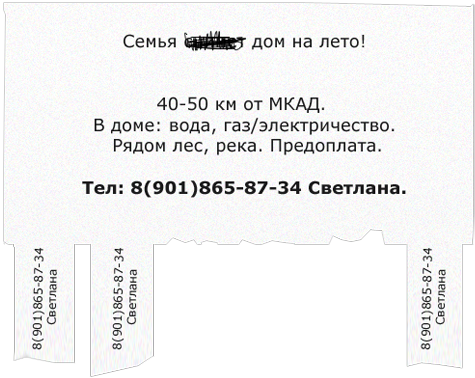 Семья дом на лето!
40-50 км от МКАД.
В доме: вода, газ/электричество.
Рядом лес, река. Предоплата.
Тел: 8(901)865-87-34 Светлана.
8(901)865-87-34
Светлана
8(901)865-87-34
Светлана
8(901)865-87-34
Светлана